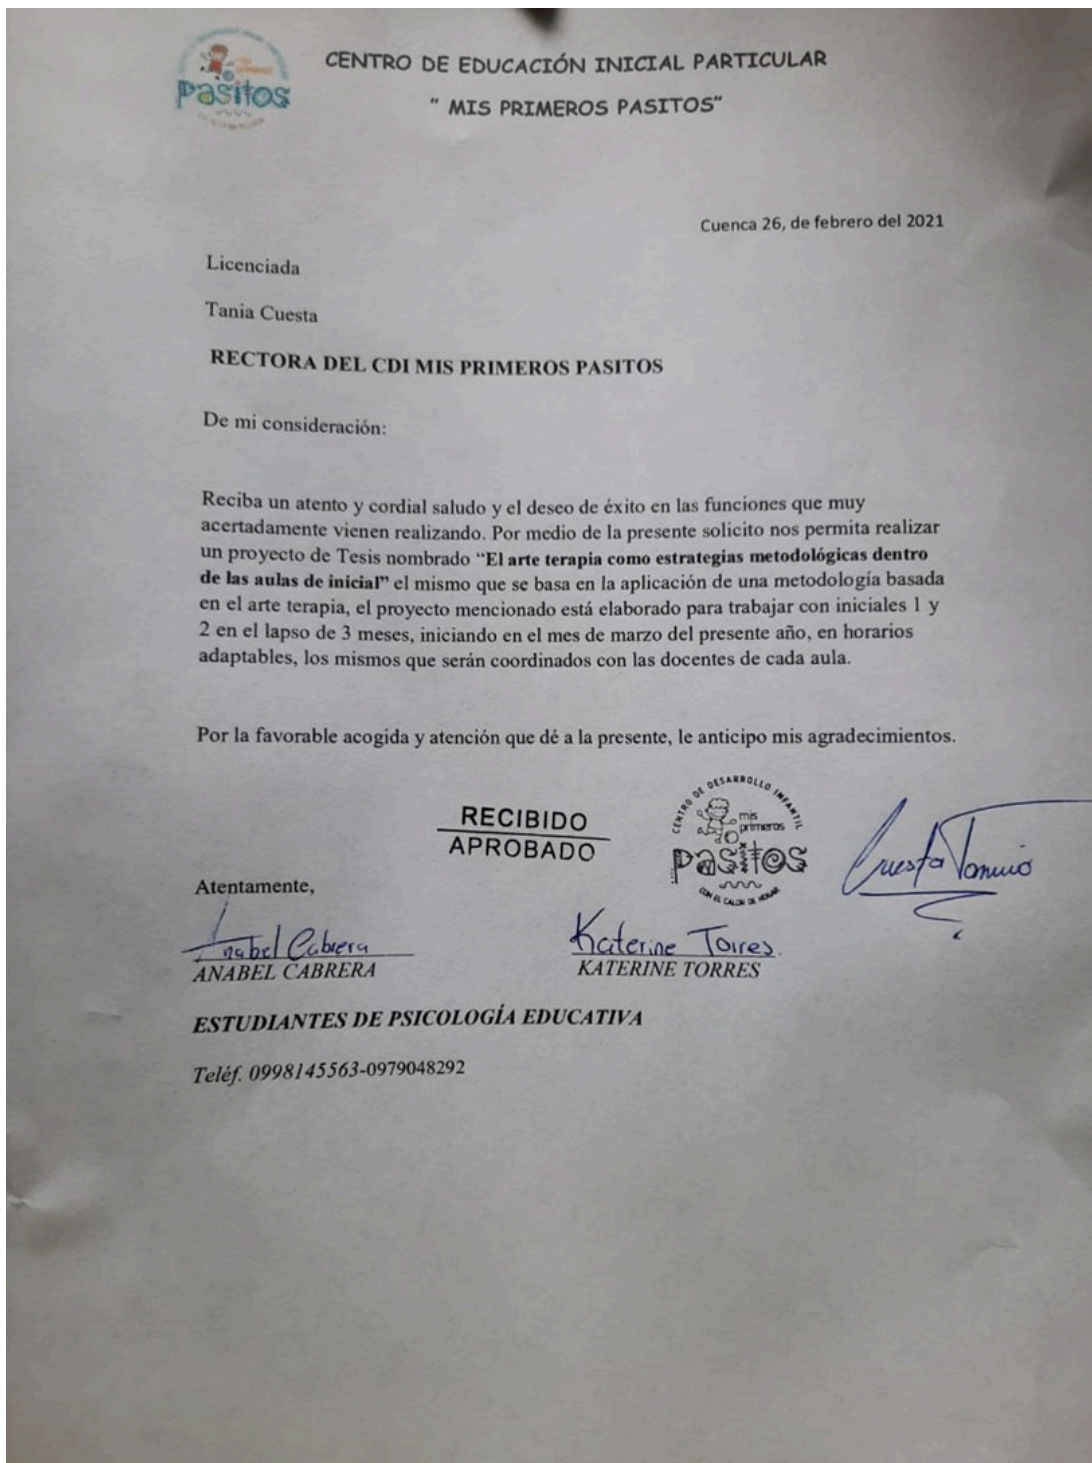 pasitos
CENTRO DE EDUCACIÓN INICIAL PARTICULAR
" MIS PRIMEROS PASITOS"
Cuenca 26, de febrero del 2021
Licenciada
Tania Cuesta
RECTORA DEL CDI MIS PRIMEROS PASITOS
De mi consideración:
Reciba un atento y cordial saludo y el deseo de éxito en las funciones que muy
acertadamente vienen realizando. Por medio de la presente solicito nos permita realizar
un proyecto de Tesis nombrado “El arte terapia como estrategias metodológicas dentro
de las aulas de inicial” el mismo que se basa en la aplicación de una metodología basada
en el arte terapia, el proyecto mencionado está elaborado para trabajar con iniciales 1 y
2 en el lapso de 3 meses, iniciando en el mes de marzo del presente año, en horarios
adaptables, los mismos que serán coordinados con las docentes de cada aula.
Por la favorable acogida y atención que dé a la presente, le anticipo mis agradecimientos.
RECIBIDO
APROBADO
CENTRO DE DESARROLLO INFANTIL
mis
primeros
pasitos
CON EL CALOR DE HOGAR
Cuesta
Atentamente,
Anabel Cabrera
Katerine Torres.
ANABEL CABRERA
KATERINE TORRES
ESTUDIANTES DE PSICOLOGÍA EDUCATIVA
Teléf. 0998145563-0979048292